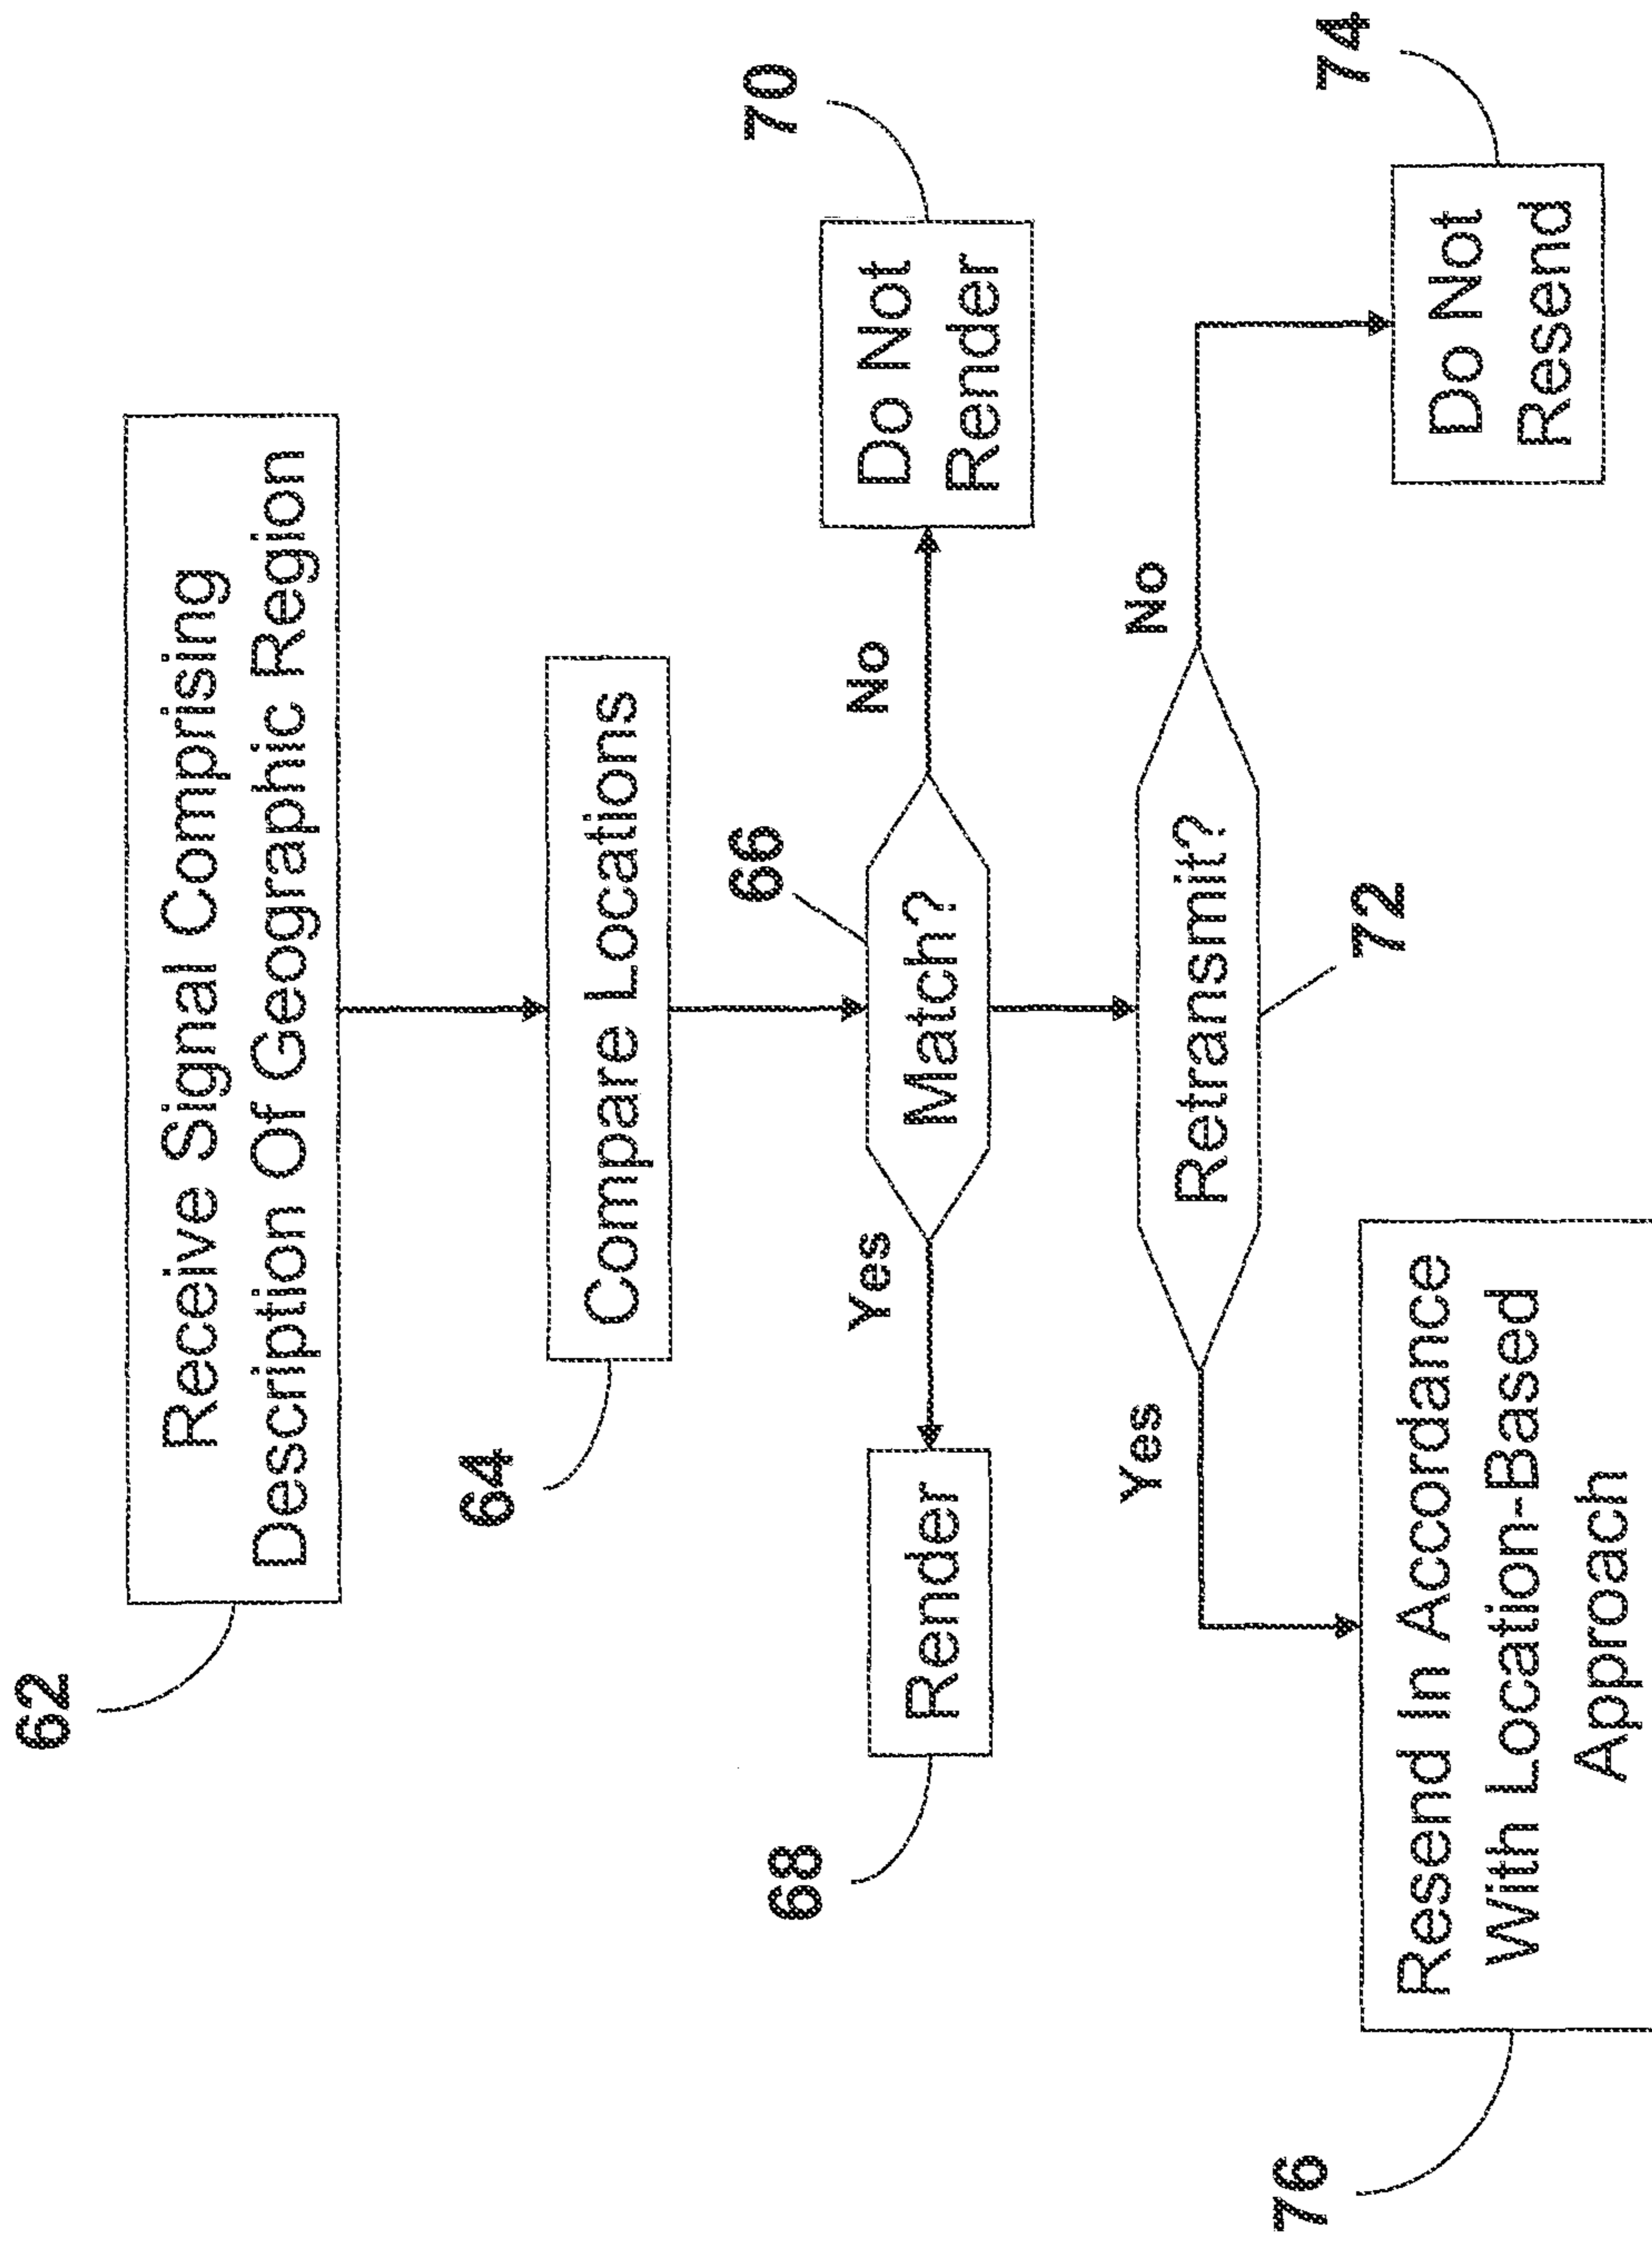 62
Receive Signal Comprising
Description Of Geographic Region
64
Compare Locations
66
Match?
Yes
No
68
Render
70
Do Not
Render
72
Retransmit?
Yes
No
76
Resend In Accordance
With Location-Based
Approach
74
Do Not
Resend